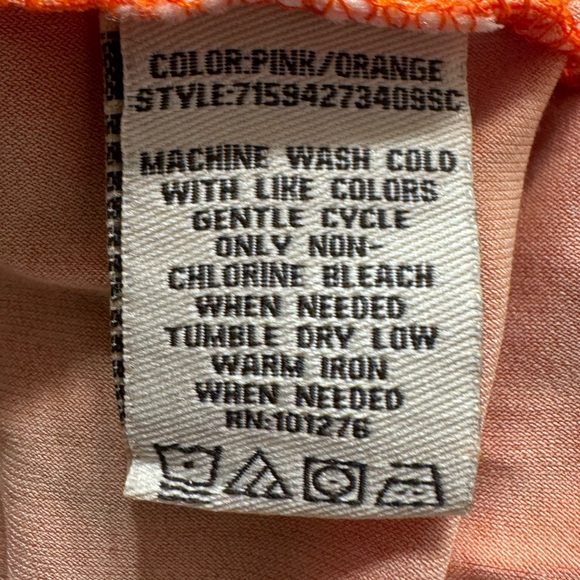 COLOR:PINK/ORANGE
STYLE:71594273409SC
MACHINE WASH COLD
WITH LIKE COLORS
GENTLE CYCLE
ONLY NON-
CHLORINE BLEACH
WHEN NEEDED
TUMBLE DRY LOW
WARM IRON
WHEN NEEDED
RN:101276